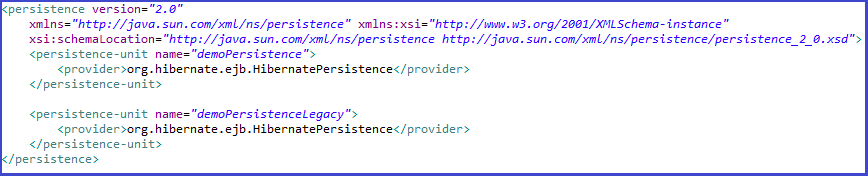 <persistence version="2.0"
xmlns="http://java.sun.com/xml/ns/persistence" xmlns:xsi="http://www.w3.org/2001/XMLSchema-instance"
xsi:schemaLocation="http://java.sun.com/xml/ns/persistence http://java.sun.com/xml/ns/persistence/persistence_2_0.xsd">
<persistence-unit name="demoPersistence">
<provider>org.hibernate.ejb.HibernatePersistence</provider>
</persistence-unit>
<persistence-unit name="demoPersistenceLegacy">
<provider>org.hibernate.ejb.HibernatePersistence</provider>
</persistence-unit>
</persistence>